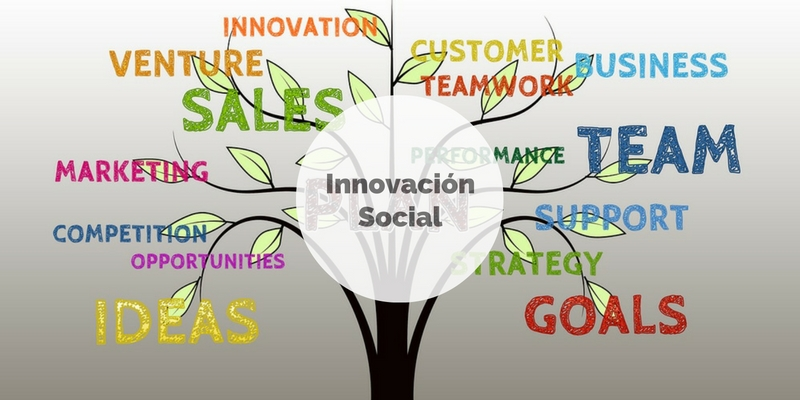 INNOVATION
VENTURE
SALES
CUSTOMER
TEAMWORK
BUSINESS
MARKETING
PERFORMANCE
TEAM
PLAN
Innovación
Social
COMPETITION
OPPORTUNITIES
SUPPORT
STRATEGY
IDEAS
GOALS